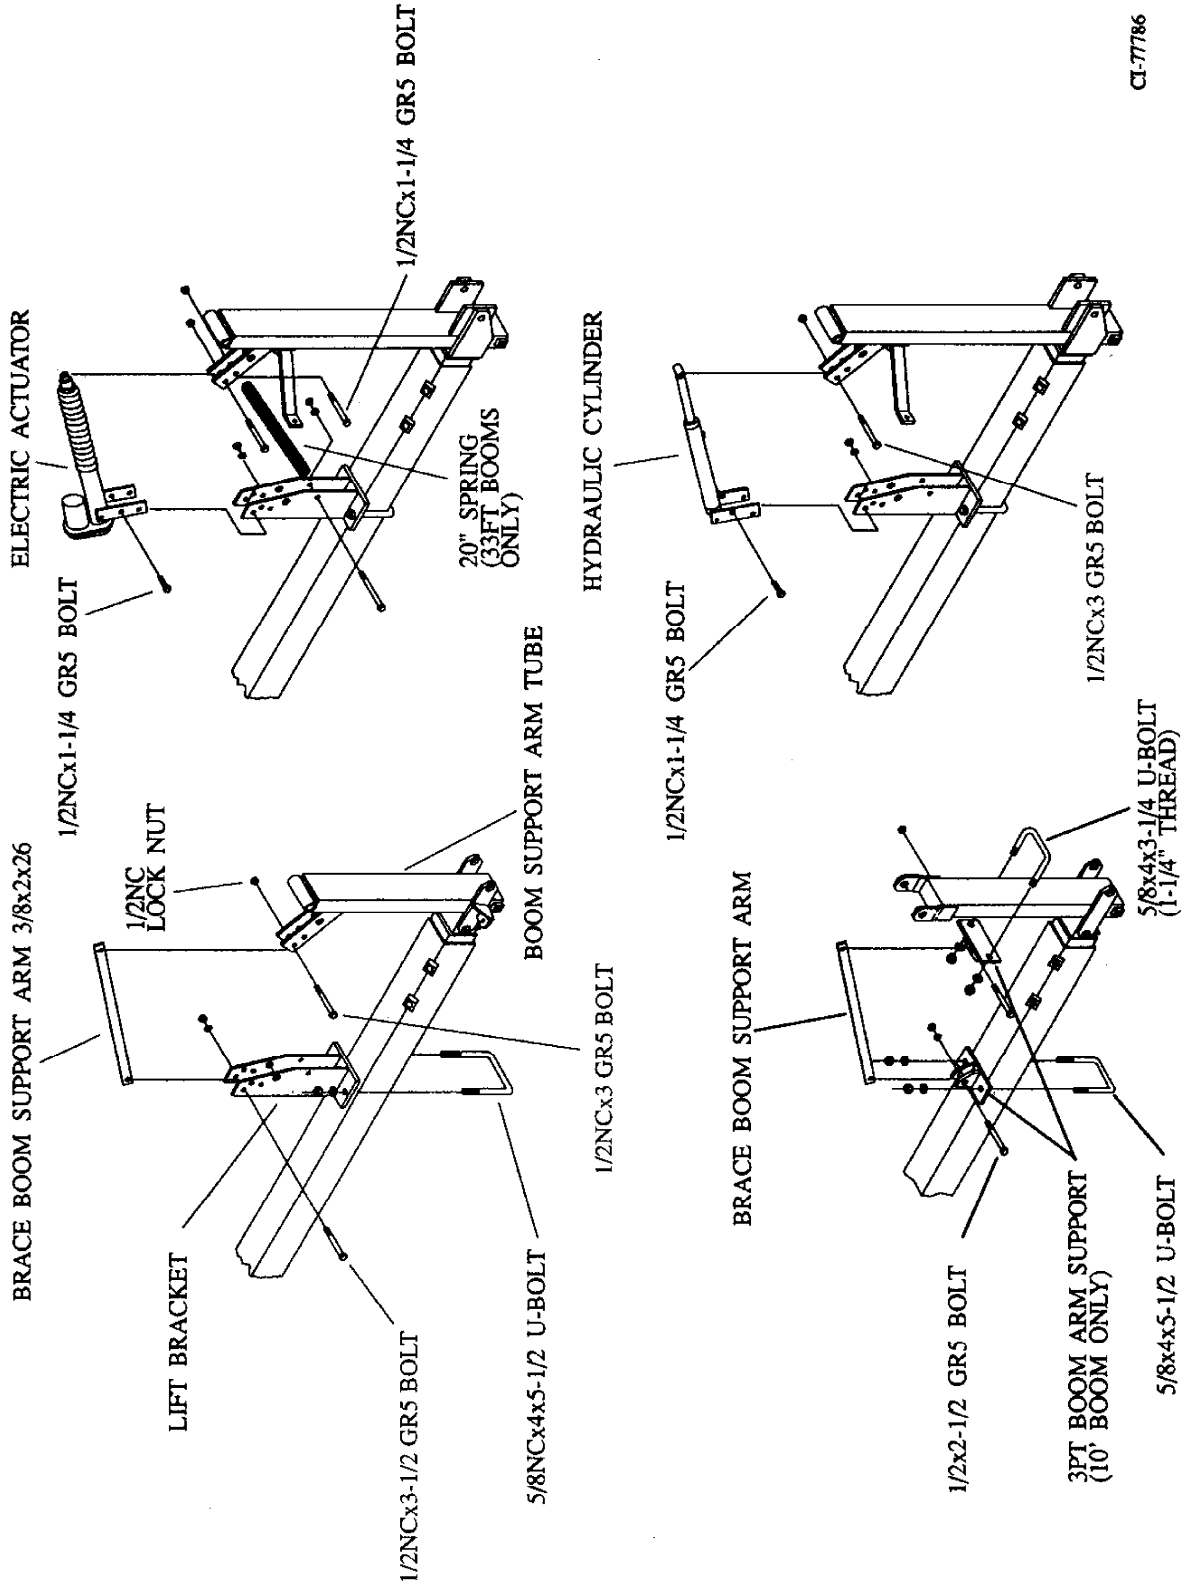 BRACE BOOM SUPPORT ARM 3/8x2x26
LIFT BRACKET
1/2NC
LOCK NUT
1/2NCx3-1/2 GR5 BOLT
5/8NCx4x5-1/2 U-BOLT
1/2NCx3 GR5 BOLT
BOOM SUPPORT ARM TUBE
ELECTRIC ACTUATOR
1/2NCx1-1/4 GR5 BOLT
1/2NCx1-1/4 GR5 BOLT
20" SPRING
(33FT BOOMS
ONLY)
BRACE BOOM SUPPORT ARM
1/2x2-1/2 GR5 BOLT
3PT BOOM ARM SUPPORT
(10' BOOM ONLY)
5/8x4x5-1/2 U-BOLT
5/8x4x3-1/4 U-BOLT
(1-1/4" THREAD)
HYDRAULIC CYLINDER
1/2NCx1-1/4 GR5 BOLT
1/2NCx3 GR5 BOLT
CI-77786